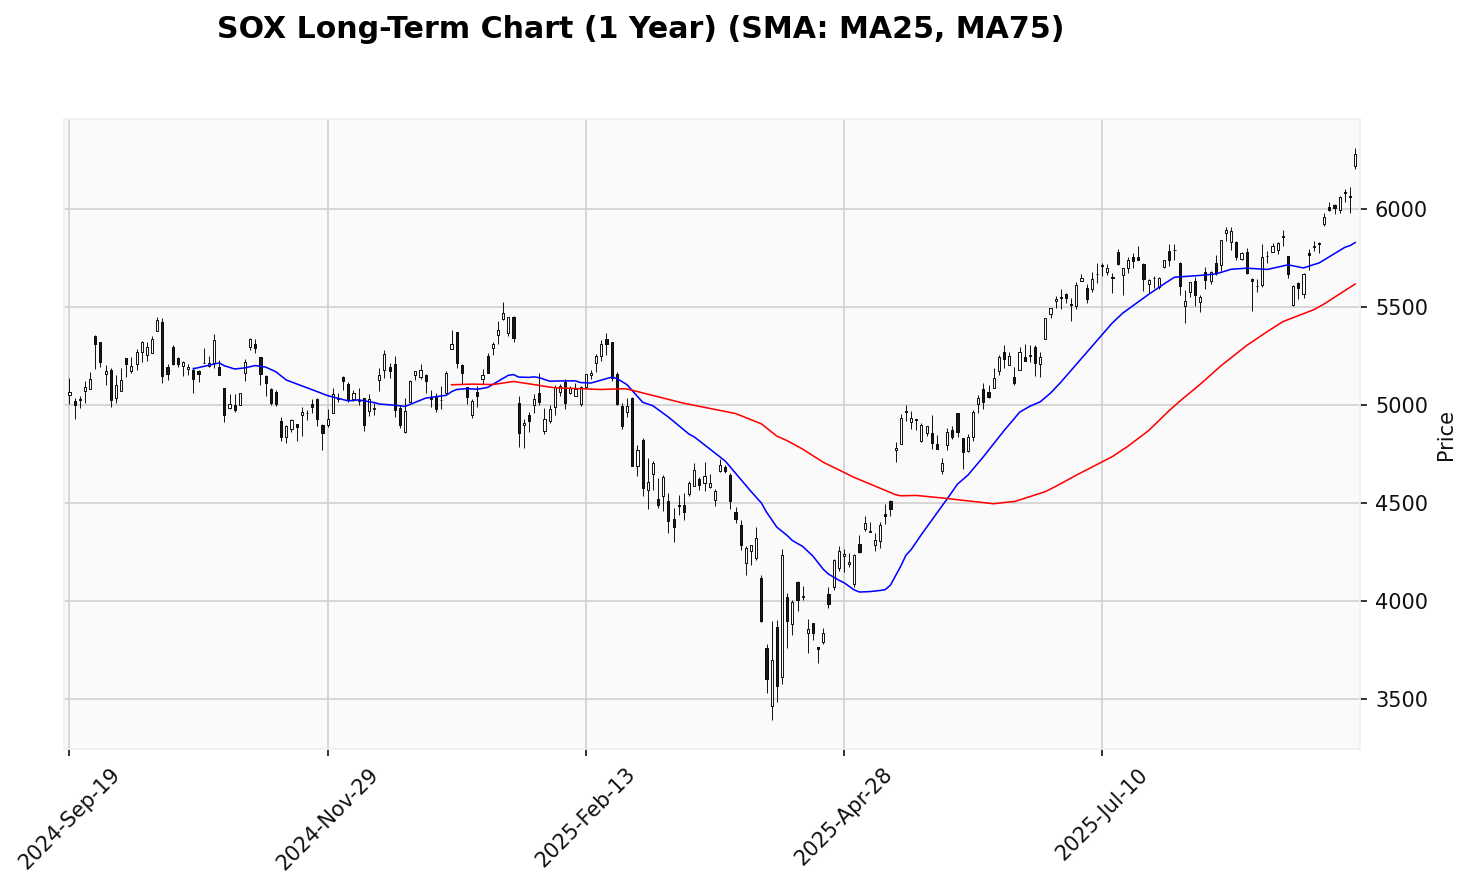 SOX Long-Term Chart (1 Year) (SMA: MA25, MA75)
6000
5500
5000
4500
4000
3500
Price
2024-Sep-19
2024-Nov-29
2025-Feb-13
2025-Apr-28
2025-Jul-10